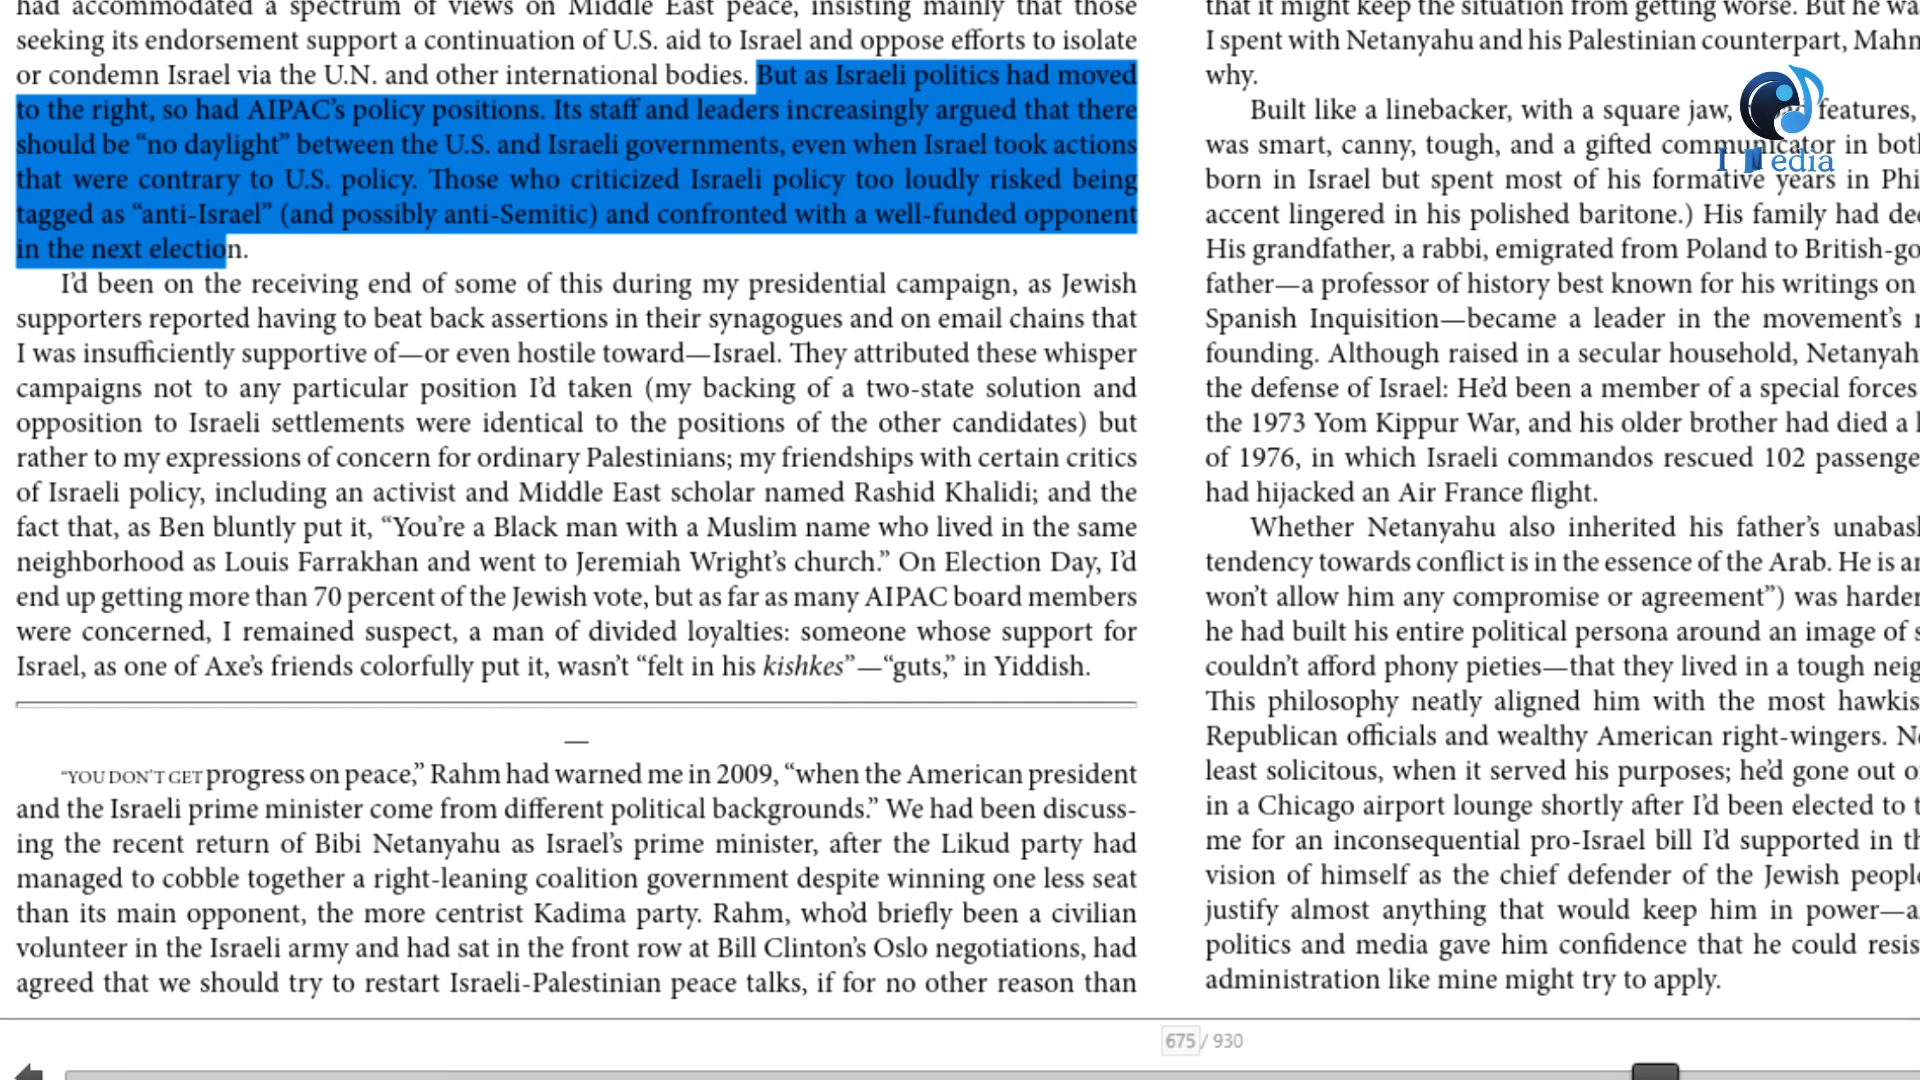 had accommodated a spectrum of views on Middle East peace, insisting mainly that those
seeking its endorsement support a continuation of U.S. aid to Israel and oppose efforts to isolate
or condemn Israel via the U.N. and other international bodies. But as Israeli politics had moved
to the right, so had AIPAC’s policy positions. Its staff and leaders increasingly argued that there
should be “no daylight” between the U.S. and Israeli governments, even when Israel took actions
that were contrary to U.S. policy. Those who criticized Israeli policy too loudly risked being
tagged as “anti-Israel” (and possibly anti-Semitic) and confronted with a well-funded opponent
in the next election.
I’d been on the receiving end of some of this during my presidential campaign, as Jewish
supporters reported having to beat back assertions in their synagogues and on email chains that
I was insufficiently supportive of—or even hostile toward—Israel. They attributed these whisper
campaigns not to any particular position I’d taken (my backing of a two-state solution and
opposition to Israeli settlements were identical to the positions of the other candidates) but
rather to my expressions of concern for ordinary Palestinians; my friendships with certain critics
of Israeli policy, including an activist and Middle East scholar named Rashid Khalidi; and the
fact that, as Ben bluntly put it, “You’re a Black man with a Muslim name who lived in the same
neighborhood as Louis Farrakhan and went to Jeremiah Wright’s church.” On Election Day, I’d
end up getting more than 70 percent of the Jewish vote, but as far as many AIPAC board members
were concerned, I remained suspect, a man of divided loyalties: someone whose support for
Israel, as one of Axe’s friends colorfully put it, wasn’t “felt in his kishkes”—“guts,” in Yiddish.
—
“YOU DON’T GET progress on peace,” Rahm had warned me in 2009, “when the American president
and the Israeli prime minister come from different political backgrounds.” We had been discuss-
ing the recent return of Bibi Netanyahu as Israel’s prime minister, after the Likud party had
managed to cobble together a right-leaning coalition government despite winning one less seat
than its main opponent, the more centrist Kadima party. Rahm, who’d briefly been a civilian
volunteer in the Israeli army and had sat in the front row at Bill Clinton’s Oslo negotiations, had
agreed that we should try to restart Israeli-Palestinian peace talks, if for no other reason than
that it might keep the situation from getting worse. But he wa
I spent with Netanyahu and his Palestinian counterpart, Mahm
why.
Built like a linebacker, with a square jaw, features,
was smart, canny, tough, and a gifted communicator in both
born in Israel but spent most of his formative years in Phi
accent lingered in his polished baritone.) His family had dee
His grandfather, a rabbi, emigrated from Poland to British-go
father—a professor of history best known for his writings on
Spanish Inquisition—became a leader in the movement’s
founding. Although raised in a secular household, Netanyah
the defense of Israel: He’d been a member of a special forces
the 1973 Yom Kippur War, and his older brother had died a
of 1976, in which Israeli commandos rescued 102 passenge
had hijacked an Air France flight.
Whether Netanyahu also inherited his father’s unabas
tendency towards conflict is in the essence of the Arab. He is an
won’t allow him any compromise or agreement”) was harder
he had built his entire political persona around an image of s
couldn’t afford phony pieties—that they lived in a tough neig
This philosophy neatly aligned him with the most hawkis
Republican officials and wealthy American right-wingers. Ne
least solicitous, when it served his purposes; he’d gone out o
in a Chicago airport lounge shortly after I’d been elected to t
me for an inconsequential pro-Israel bill I’d supported in th
vision of himself as the chief defender of the Jewish people
justify almost anything that would keep him in power—a
politics and media gave him confidence that he could resis
administration like mine might try to apply.
675 / 930